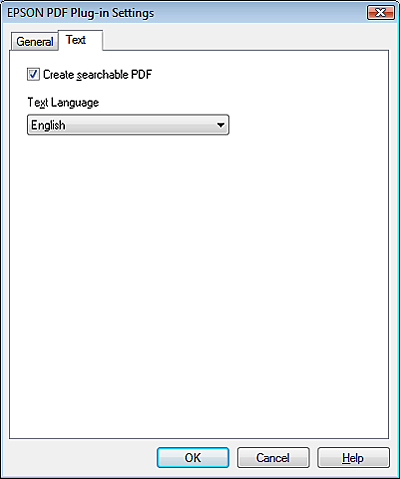 EPSON PDF Plug-in Settings
General Text
Create searchable PDF
Text Language
English
OK Cancel Help